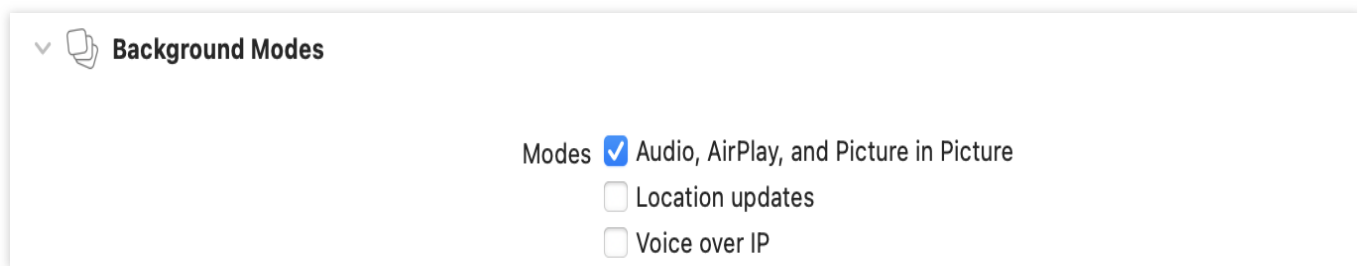 Background Modes
Modes Audio, AirPlay, and Picture in Picture
Location updates
Voice over IP